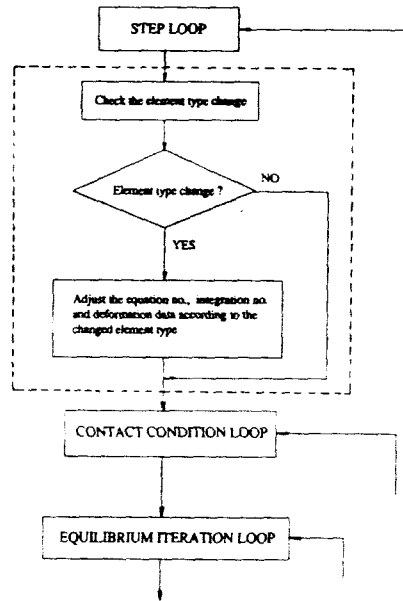 STEP LOOP
Check the element type change
Element type change ?
NO
YES
Adjust the equation no., integration no.
and deformation data according to the
changed element type
CONTACT CONDITION LOOP
EQUILIBRIUM ITERATION LOOP